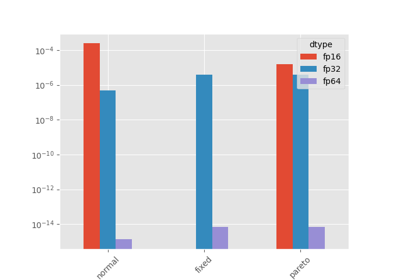 10⁻⁴
10⁻⁶
10⁻⁸
10⁻¹⁰
10⁻¹²
10⁻¹⁴
dtype
fp16
fp32
fp64
normal
fixed
pareto